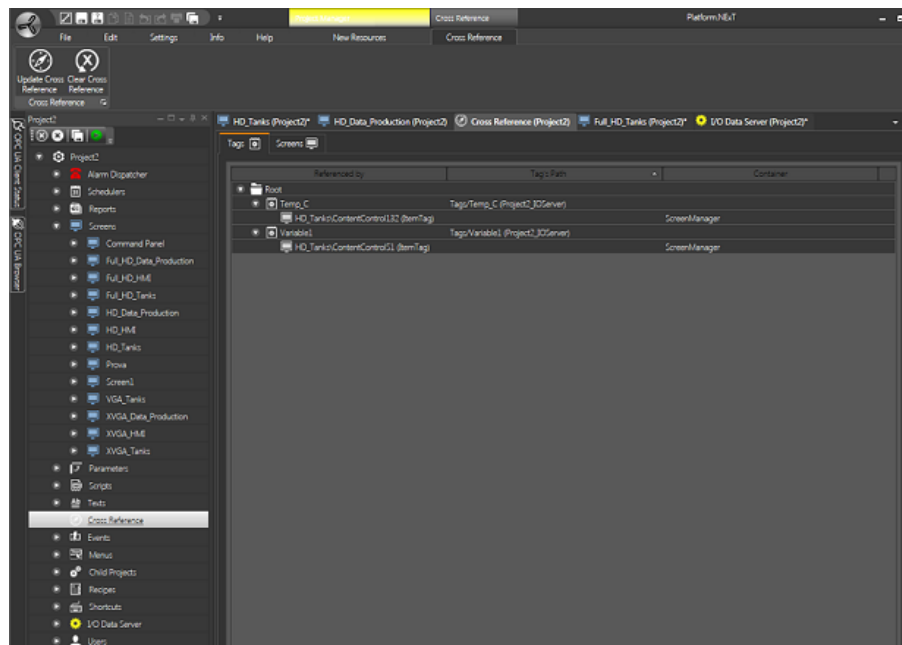 Cross Reference
Platform.NExT
File Edit Settings Info Help New Resources Cross Reference
Update Cross Reference
Clear Cross Reference
Cross Reference
Project2
HD_Tanks (Project2)* HD_Data_Production (Project2) Cross Reference (Project2) Full_HD_Tanks (Project2)* I/O Data Server (Project2)*
OPC UA Client Status
OPC UA Browser
Tags Screens
Project2
Alarm Dispatcher
Schedulers
Reports
Screens
Command Panel
Full_HD_Data_Production
Full_HD_HMI
Full_HD_Tanks
HD_Data_Production
HD_HMI
HD_Tanks
Prova
Screen1
VGA_Tanks
XVGA_Data_Production
XVGA_HMI
XVGA_Tanks
Parameters
Scripts
Texts
Cross Reference
Events
Menus
Child Projects
Recipes
Shortcuts
I/O Data Server
Users
Referenced by Tag's Path Container
Root
Temp_C Tags/Temp_C (Project2_IOServer)
HD_Tanks\ContentControl132 (ItemTag) ScreenManager
Variable1 Tags/Variable1 (Project2_IOServer)
HD_Tanks\ContentControl51 (ItemTag) ScreenManager